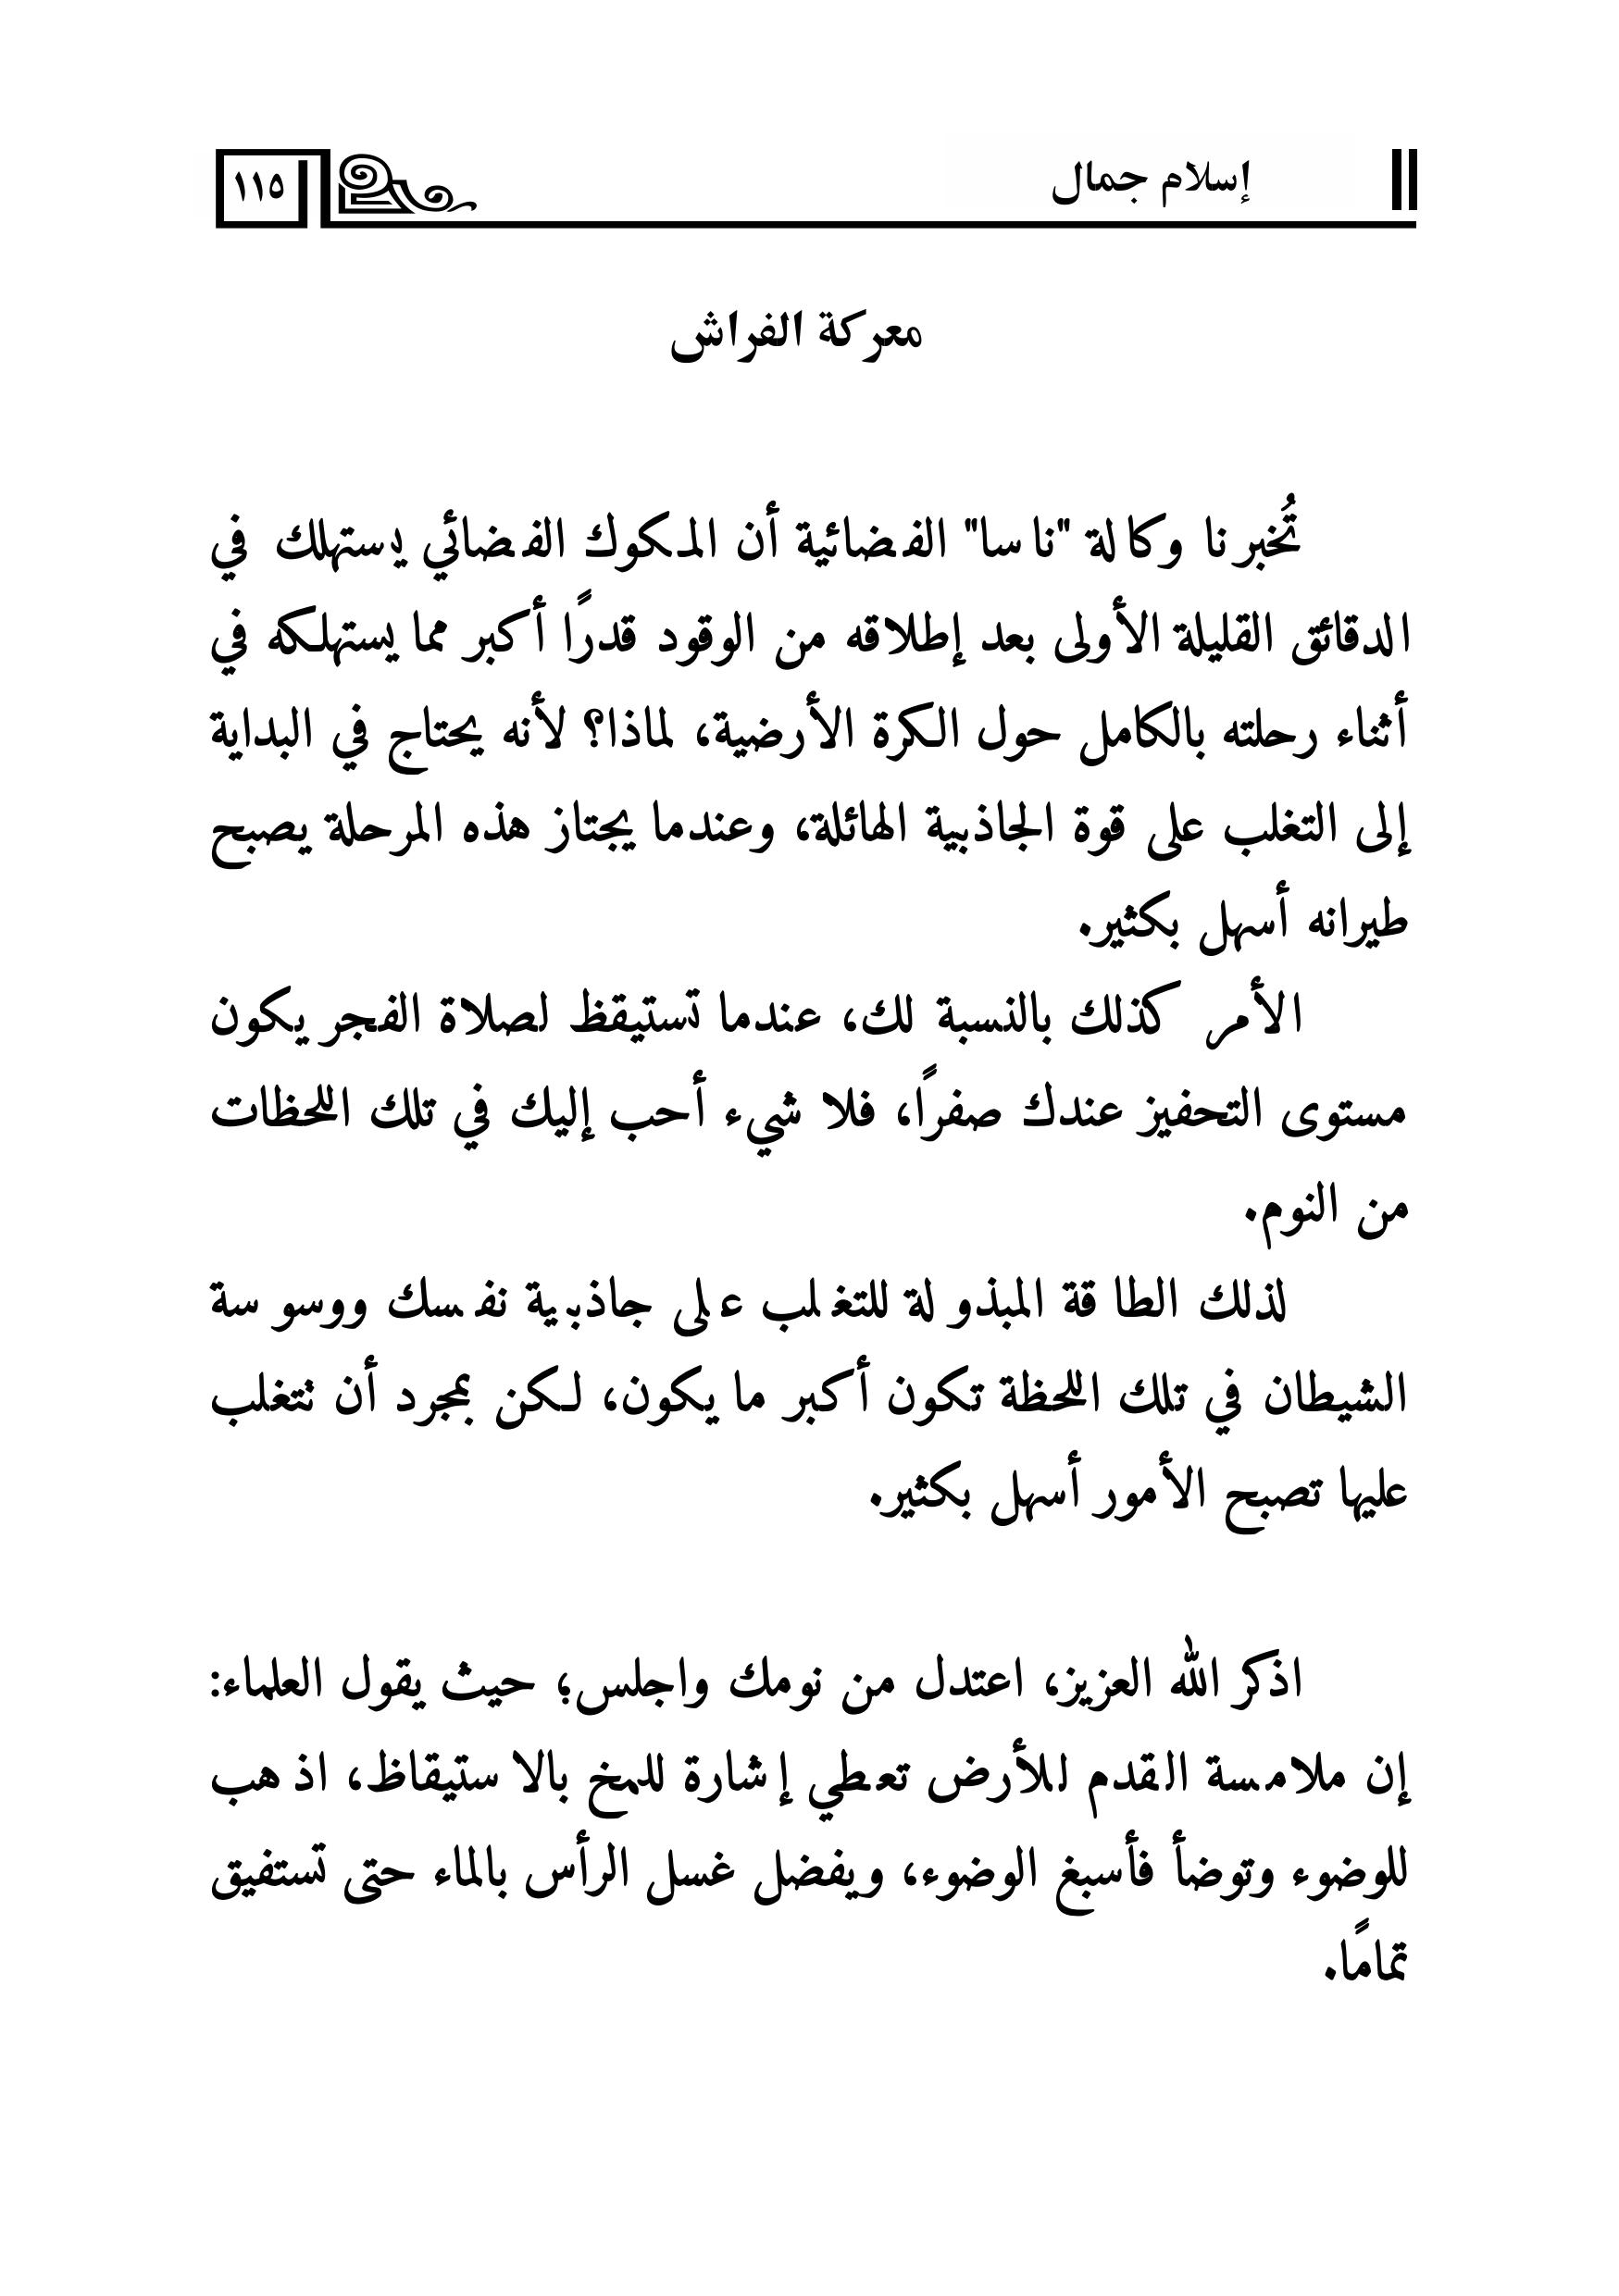 إسلام جمال
١١٥
معركة الفراش
تُخبرنا وكالة "ناسا" الفضائية أن المكوك الفضائي يستهلك في
الدقائق القليلة الأولى بعد إطلاقه من الوقود قدرًا أكبر مما يستهلكه في
أثناء رحلته بالكامل حول الكرة الأرضية، لماذا؟ لأنه يحتاج في البداية
إلى التغلب على قوة الجاذبية الهائلة، وعندما يجتاز هذه المرحلة يصبح
طيرانه أسهل بكثير.
الأمر كذلك بالنسبة لك، عندما تستيقظ لصلاة الفجر يكون
مستوى التحفيز عندك صفرًا، فلا شيء أحب إليك في تلك اللحظات
من النوم.
لذلك الطاقة المبذولة للتغلب على جاذبية نفسك ووسوسة
الشيطان في تلك اللحظة تكون أكبر ما يكون، لكن بمجرد أن تتغلب
عليها تصبح الأمور أسهل بكثير.
اذكر الله العزيز، اعتدل من نومك واجلس؛ حيث يقول العلماء:
إن ملامسة القدم للأرض تعطي إشارة للمخ بالاستيقاظ، اذهب
للوضوء وتوضأ فأسبغ الوضوء، ويفضل غسل الرأس بالماء حتى تستفيق
تمامًا.